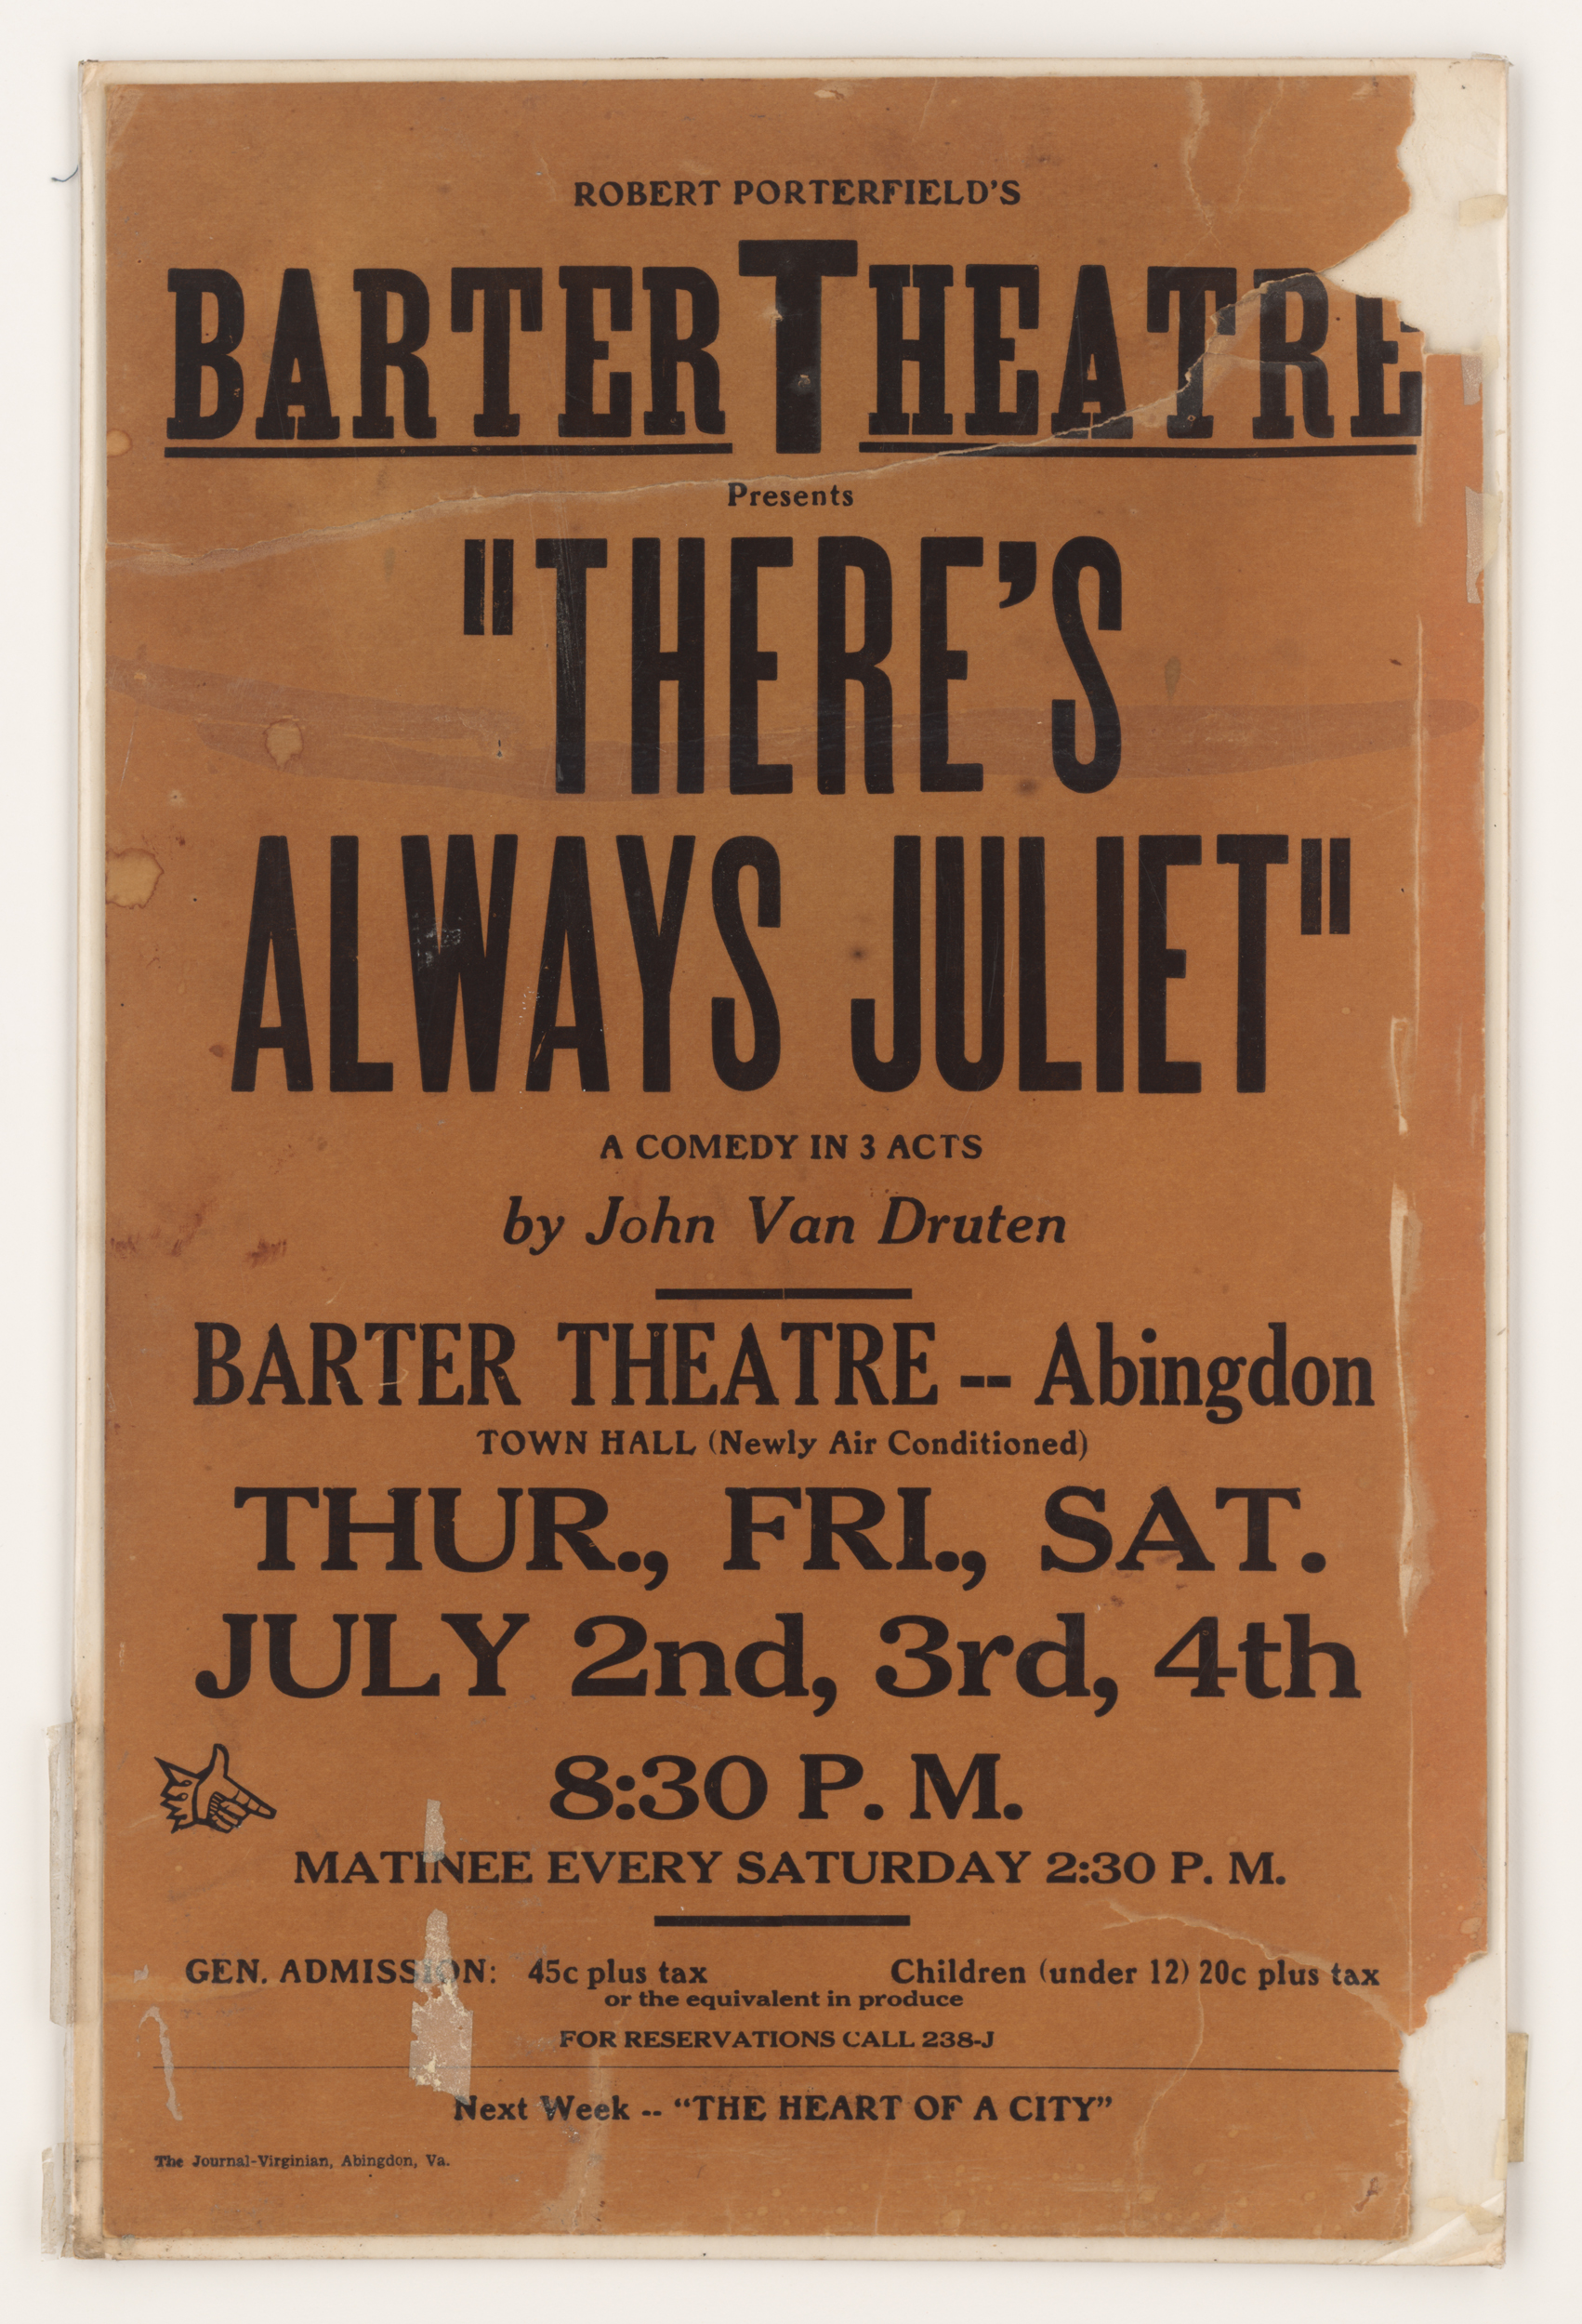 ROBERT PORTERFIELD'S
BARTER THEATRE
Presents
"THERE'S
ALWAYS JULIET"
A COMEDY IN 3 ACTS
by John Van Druten
BARTER THEATRE -- Abingdon
TOWN HALL (Newly Air Conditioned)
THUR., FRI., SAT.
JULY 2nd, 3rd, 4th
8:30 P. M.
MATINEE EVERY SATURDAY 2:30 P. M.
GEN. ADMISSION: 45c plus tax Children (under 12) 20c plus tax
or the equivalent in produce
FOR RESERVATIONS CALL 238-J
Next Week -- “THE HEART OF A CITY”
The Journal-Virginian, Abingdon, Va.